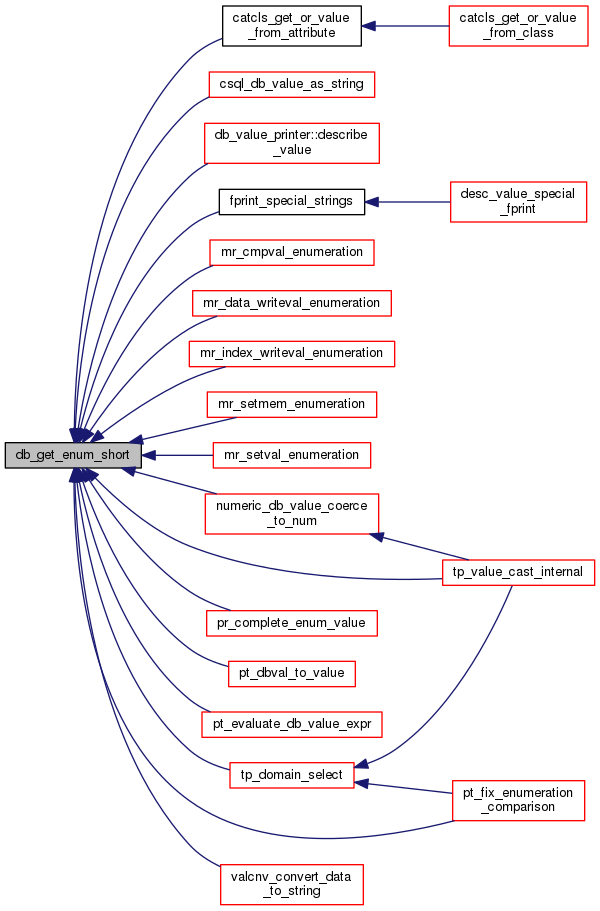 catcls_get_or_value
_from_attribute
catcls_get_or_value
_from_class
csql_db_value_as_string
db_value_printer::describe
_value
fprint_special_strings
desc_value_special
_fprint
mr_cmpval_enumeration
mr_data_writeval_enumeration
mr_index_writeval_enumeration
mr_setmem_enumeration
db_get_enum_short
mr_setval_enumeration
numeric_db_value_coerce
_to_num
tp_value_cast_internal
pr_complete_enum_value
pt_dbval_to_value
pt_evaluate_db_value_expr
tp_domain_select
pt_fix_enumeration
_comparison
valcnv_convert_data
_to_string